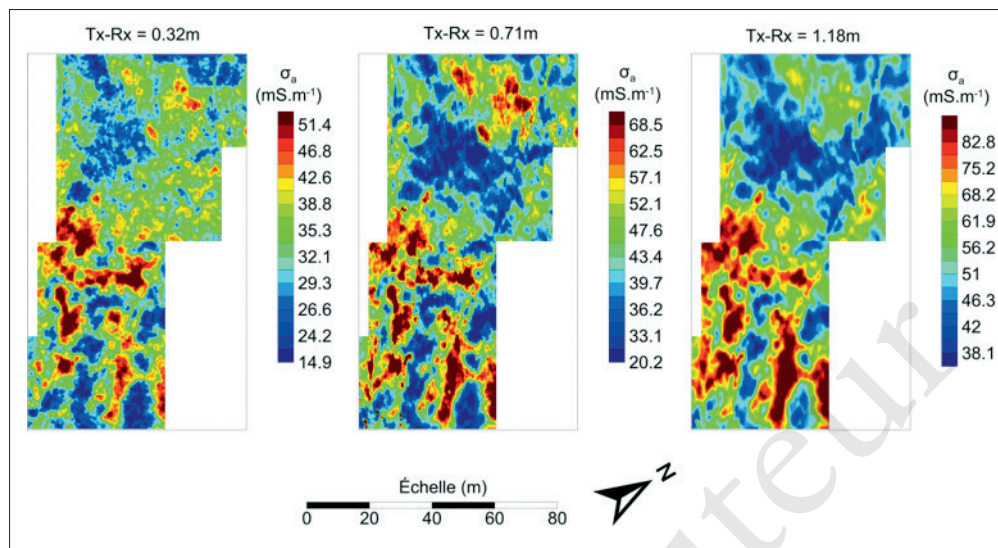 Tx-Rx = 0.32m
Tx-Rx = 0.71m
Tx-Rx = 1.18m
σa
(mS.m⁻¹)
51.4
46.8
42.6
38.8
35.3
32.1
29.3
26.6
24.2
14.9
σa
(mS.m⁻¹)
68.5
62.5
57.1
52.1
47.6
43.4
39.7
36.2
33.1
20.2
σa
(mS.m⁻¹)
82.8
75.2
68.2
61.9
56.2
51
46.3
42
38.1
Échelle (m)
0 20 40 60 80
N